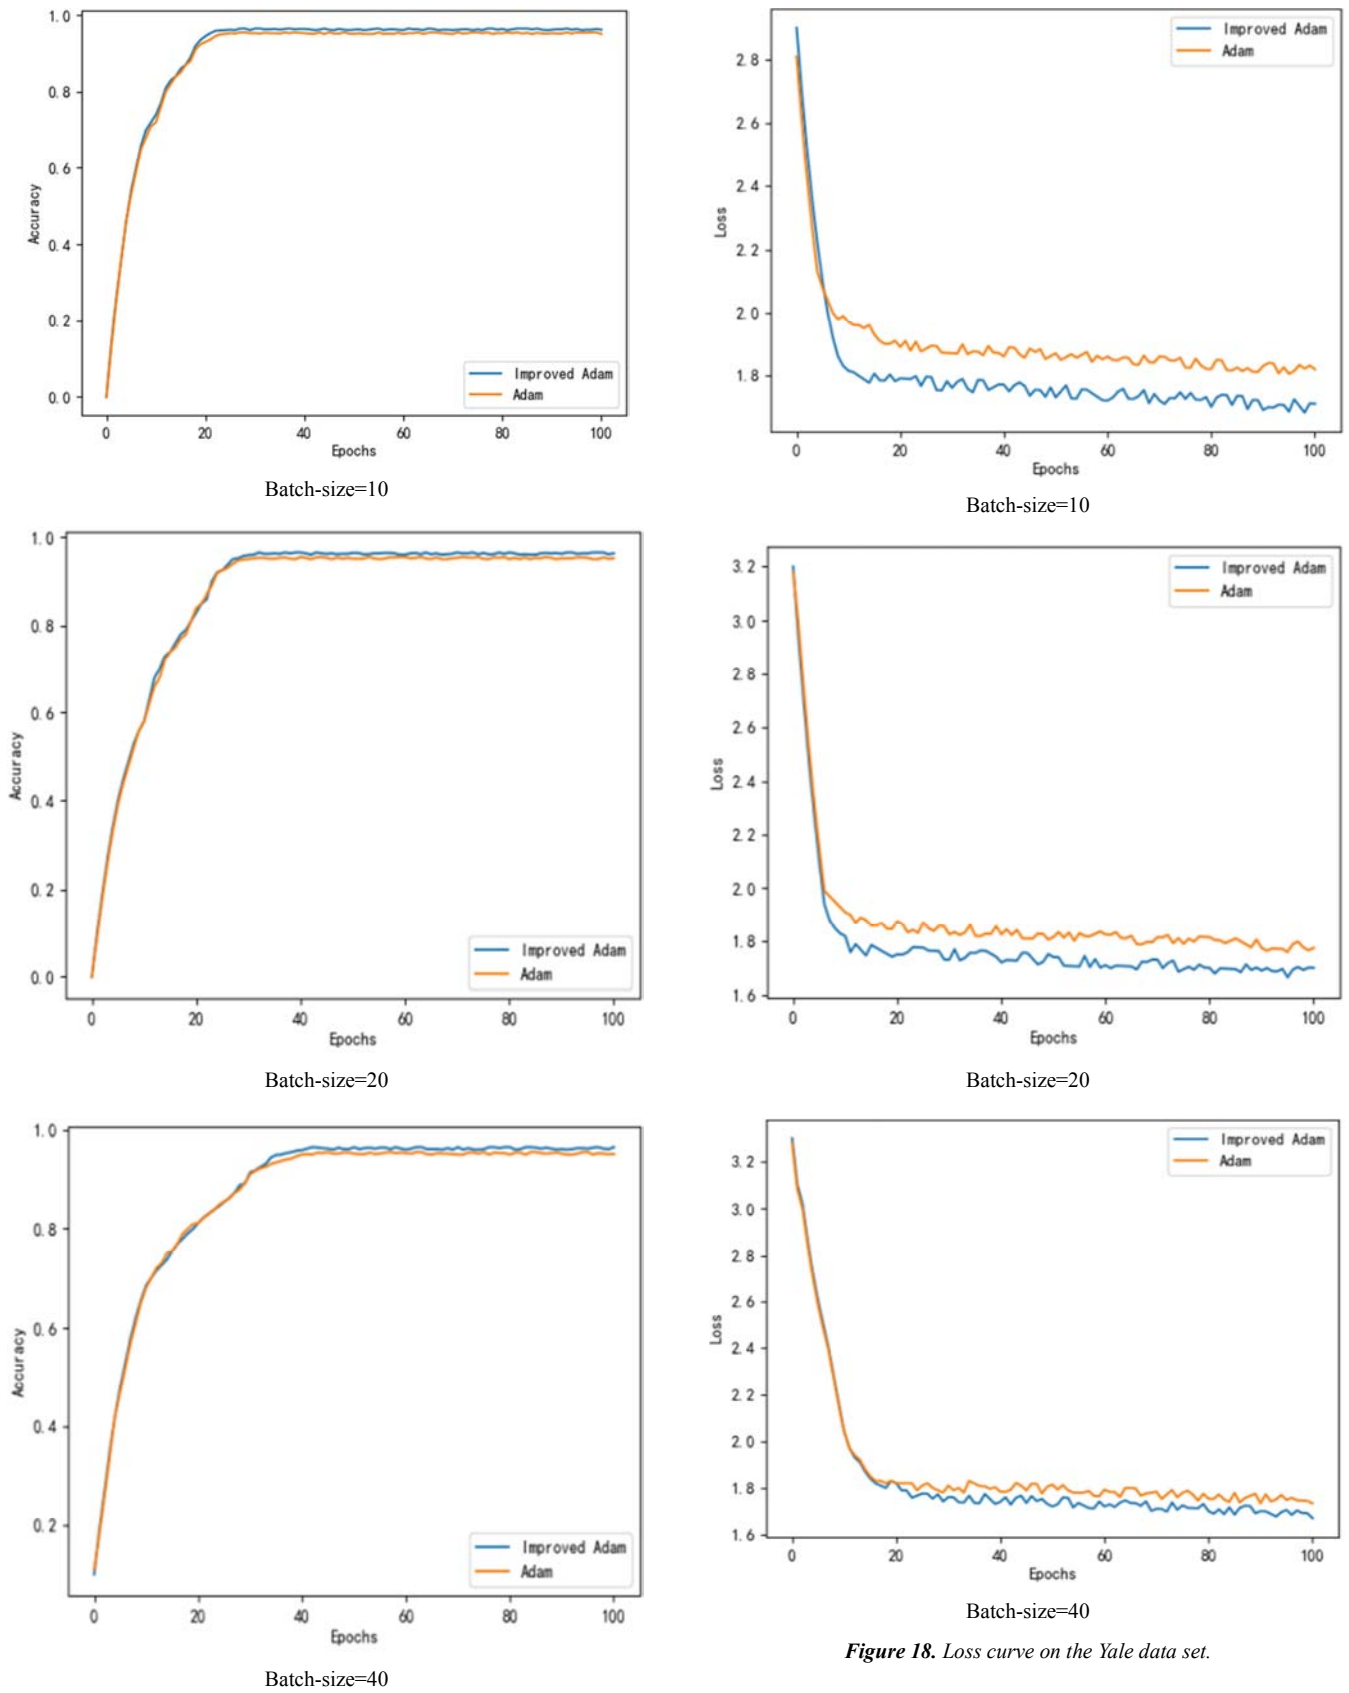 1.0
0.8
0.6
0.4
0.2
0.0
Accuracy
Improved Adam
Adam
0 20 40 60 80 100
Epochs
Batch-size=10
1.0
0.8
0.6
0.4
0.2
0.0
Accuracy
Improved Adam
Adam
0 20 40 60 80 100
Epochs
Batch-size=20
1.0
0.8
0.6
0.4
0.2
Accuracy
Improved Adam
Adam
0 20 40 60 80 100
Epochs
Batch-size=40
Improved Adam
Adam
2.8
2.6
2.4
2.2
2.0
1.8
Loss
0 20 40 60 80 100
Epochs
Batch-size=10
Improved Adam
Adam
3.2
3.0
2.8
2.6
2.4
2.2
2.0
1.8
1.6
Loss
0 20 40 60 80 100
Epochs
Batch-size=20
Improved Adam
Adam
3.2
3.0
2.8
2.6
2.4
2.2
2.0
1.8
1.6
Loss
0 20 40 60 80 100
Epochs
Batch-size=40
Figure 18. Loss curve on the Yale data set.